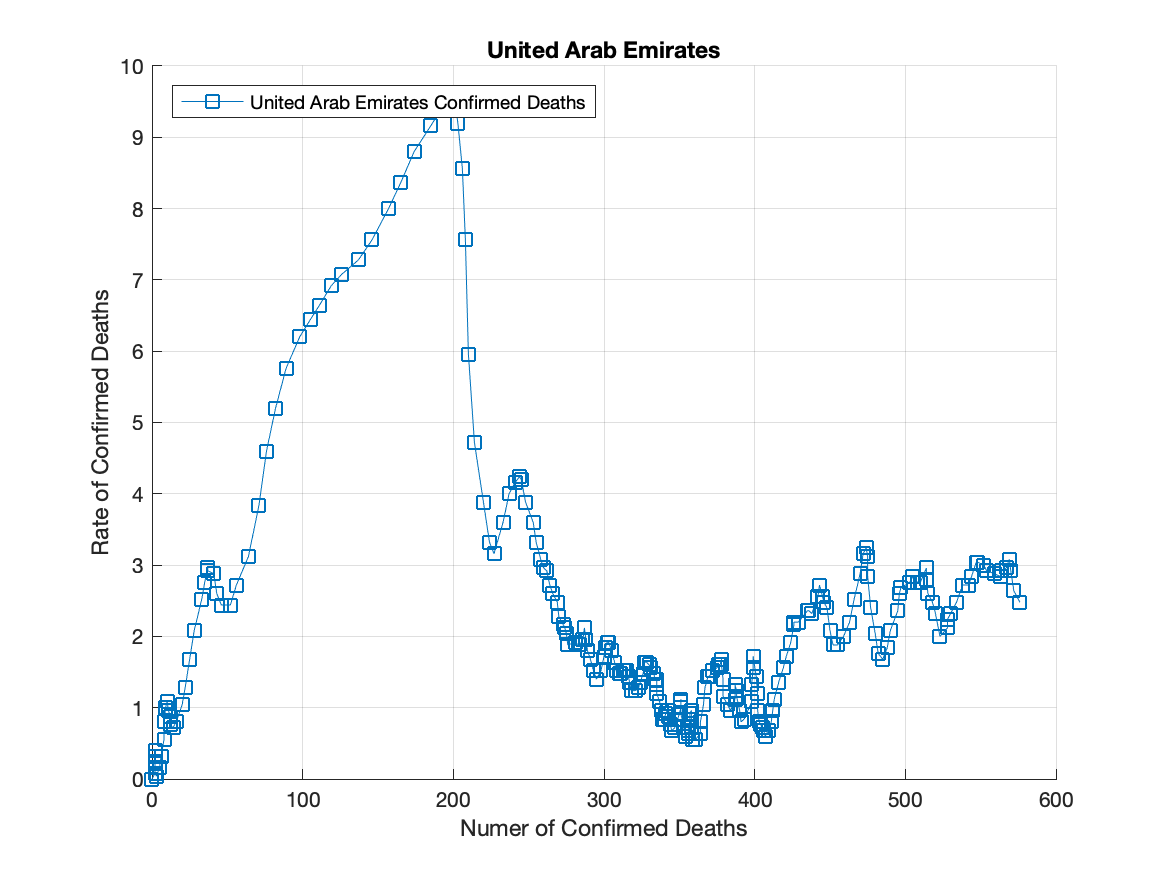 United Arab Emirates
United Arab Emirates Confirmed Deaths
10
9
8
7
6
5
4
3
2
1
0
Rate of Confirmed Deaths
0 100 200 300 400 500 600
Numer of Confirmed Deaths